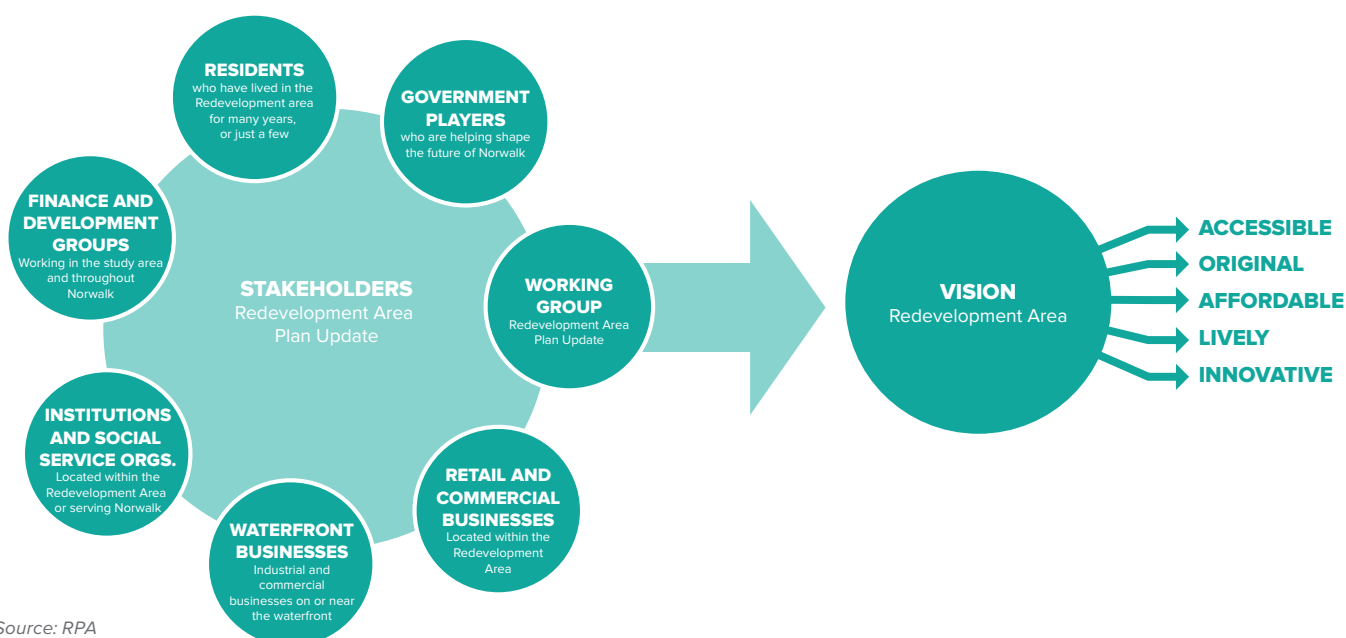 RESIDENTS
who have lived in the
Redevelopment area
for many years,
or just a few
GOVERNMENT
PLAYERS
who are helping shape
the future of Norwalk
FINANCE AND
DEVELOPMENT
GROUPS
Working in the study area
and throughout
Norwalk
STAKEHOLDERS
Redevelopment Area
Plan Update
WORKING
GROUP
Redevelopment Area
Plan Update
INSTITUTIONS
AND SOCIAL
SERVICE ORGS.
Located within the
Redevelopment Area
or serving Norwalk
WATERFRONT
BUSINESSES
Industrial and
commercial
businesses on or near
the waterfront
RETAIL AND
COMMERCIAL
BUSINESSES
Located within the
Redevelopment
Area
VISION
Redevelopment Area
ACCESSIBLE
ORIGINAL
AFFORDABLE
LIVELY
INNOVATIVE
Source: RPA